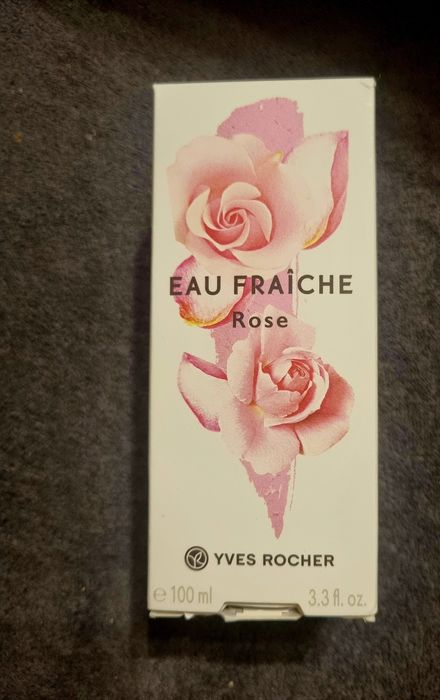 EAU FRAÎCHE
Rose
YVES ROCHER
℮ 100 ml 3.3 fl. oz.